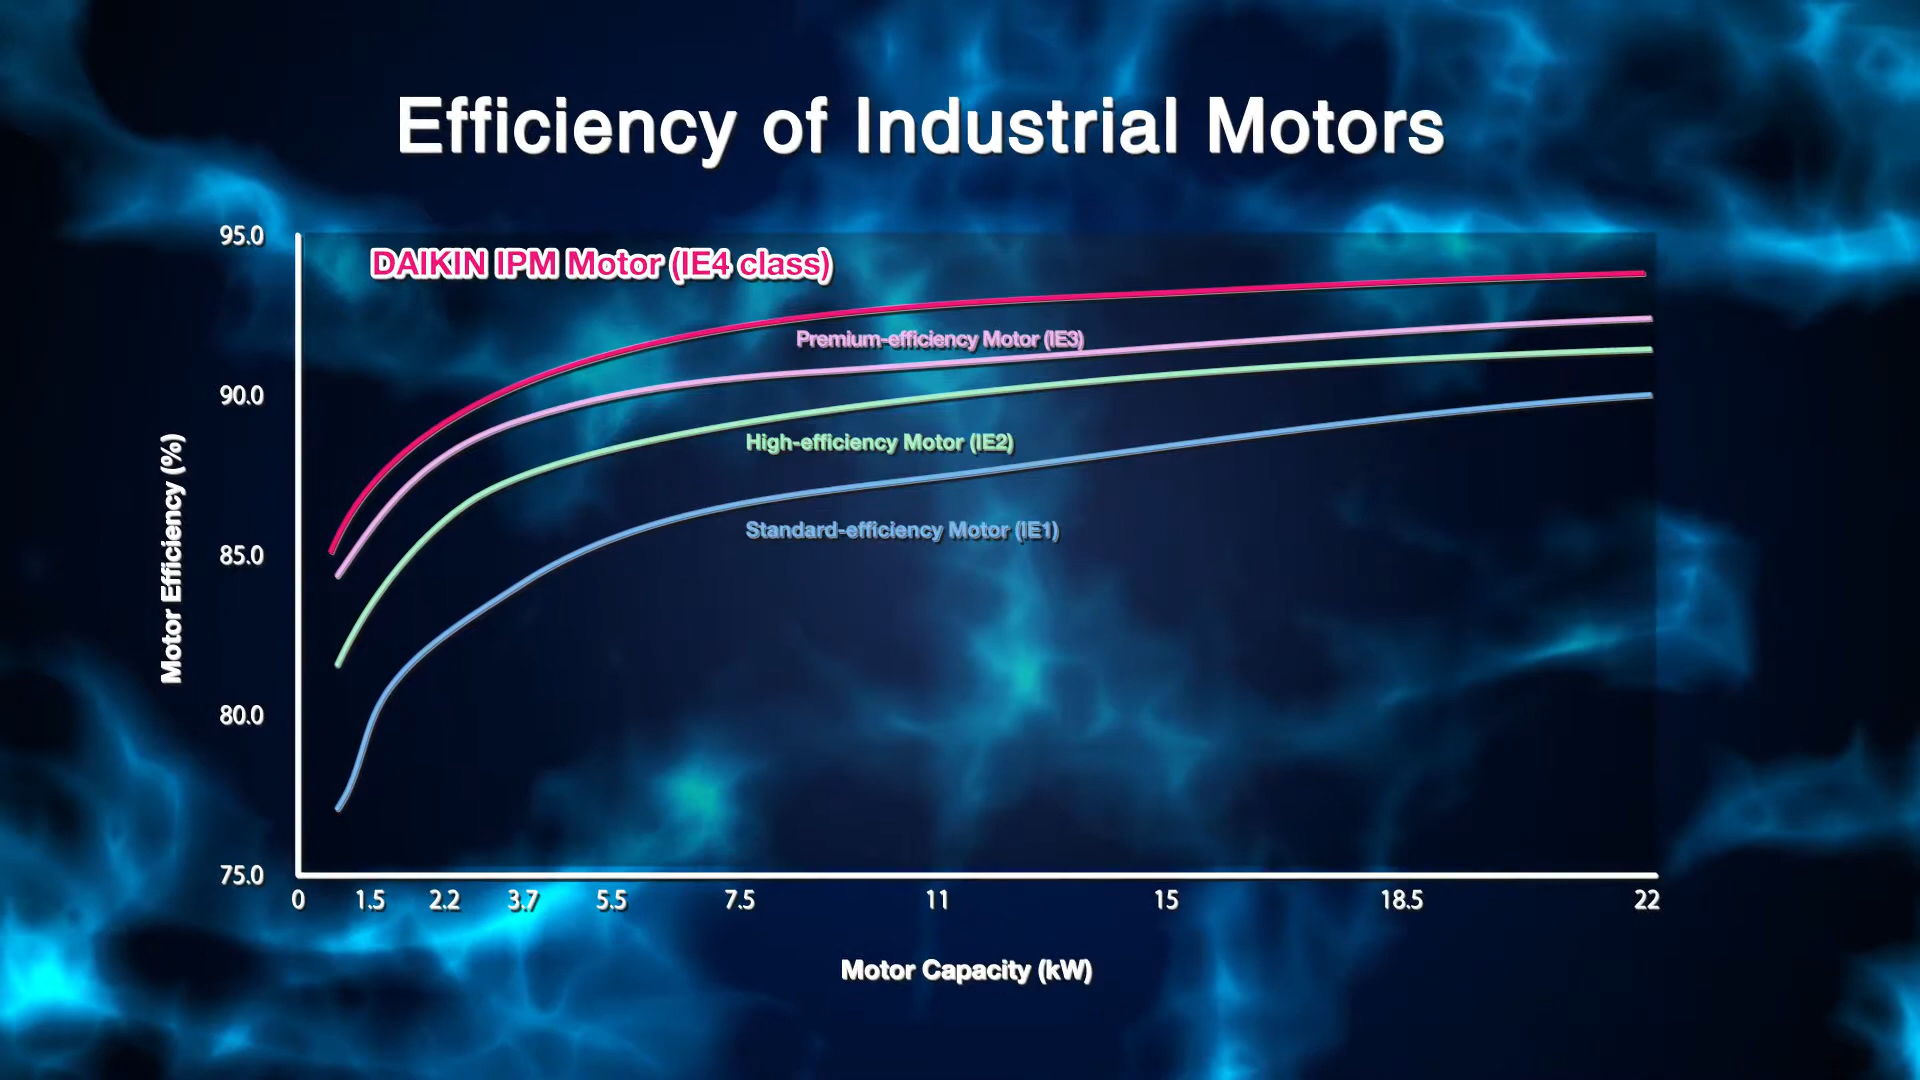 Efficiency of Industrial Motors
95.0
DAIKIN IPM Motor (IE4 class)
Premium-efficiency Motor (IE3)
90.0
High-efficiency Motor (IE2)
Standard-efficiency Motor (IE1)
85.0
Motor Efficiency (%)
80.0
75.0
0 1.5 2.2 3.7 5.5 7.5 11 15 18.5 22
Motor Capacity (kW)